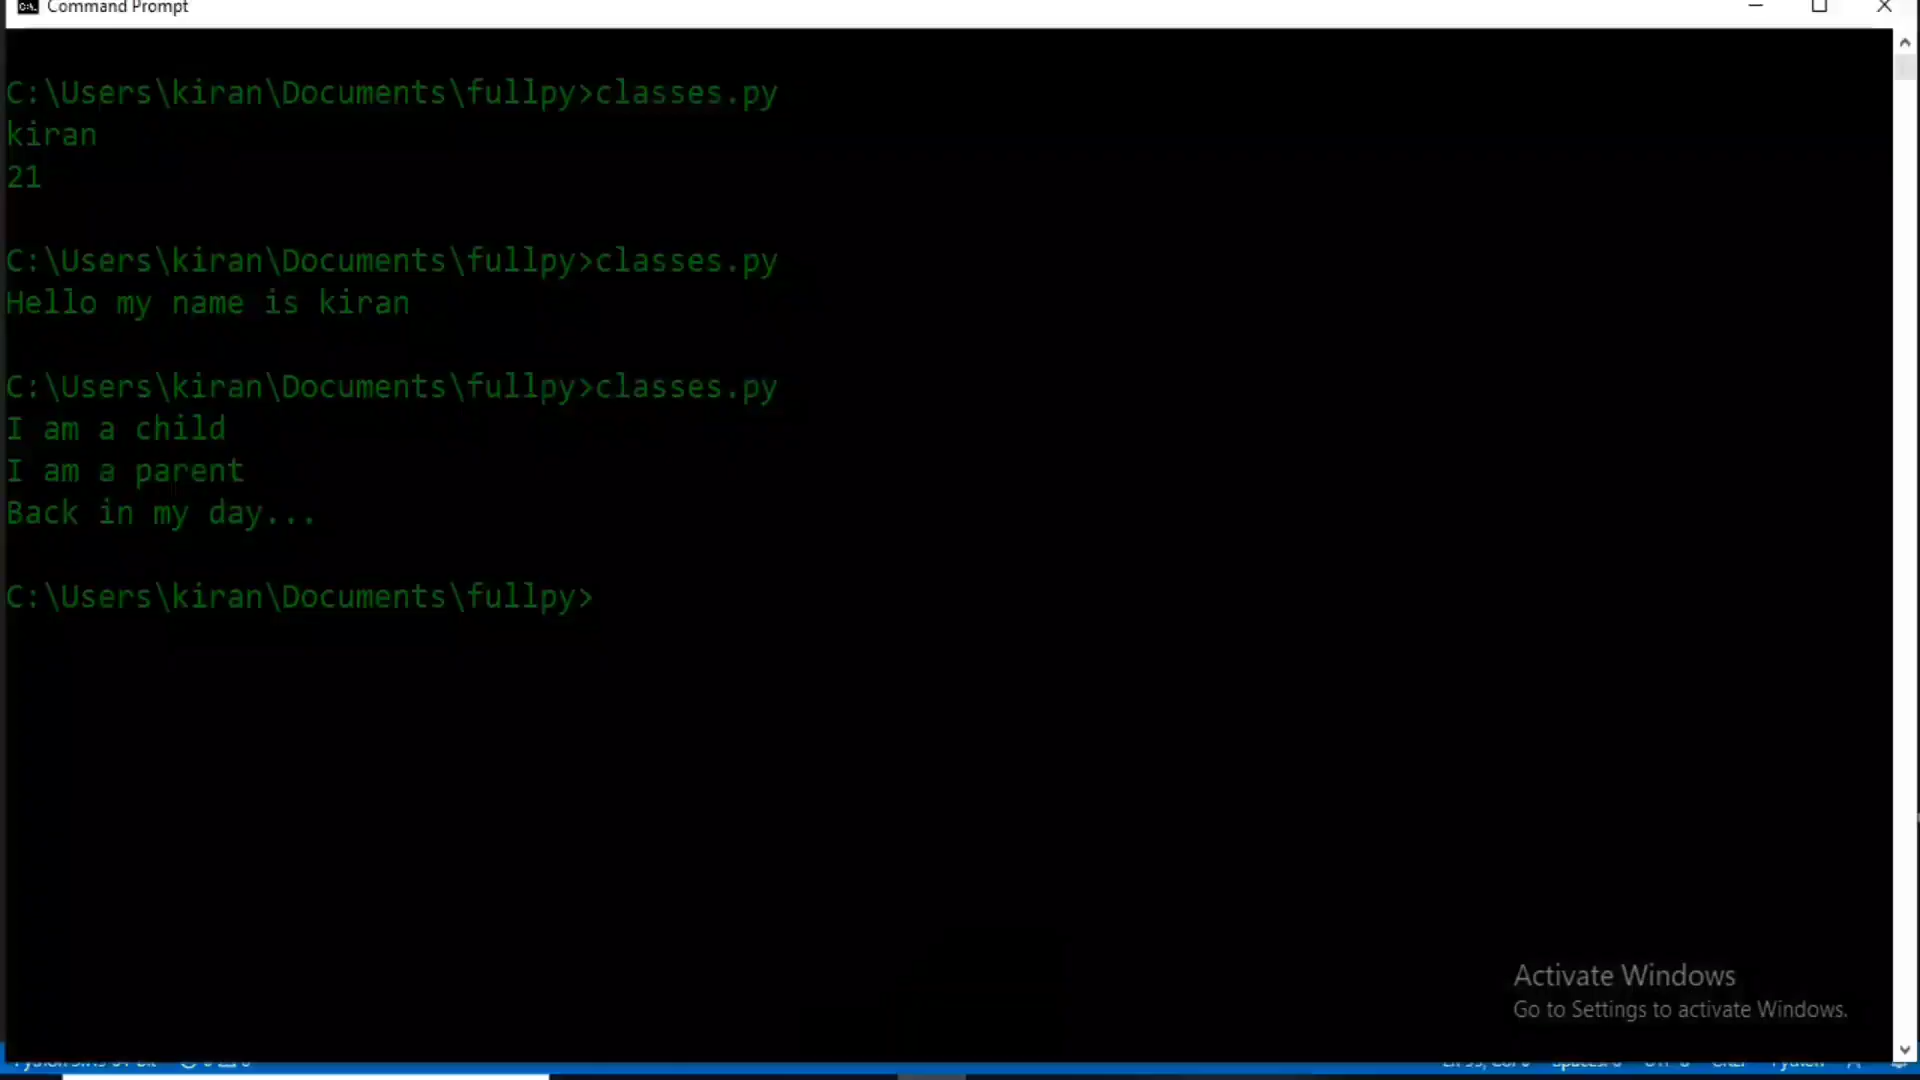 Command Prompt
C:\Users\kiran\Documents\fullpy>classes.py
kiran
21
C:\Users\kiran\Documents\fullpy>classes.py
Hello my name is kiran
C:\Users\kiran\Documents\fullpy>classes.py
I am a child
I am a parent
Back in my day...
C:\Users\kiran\Documents\fullpy>
Activate Windows
Go to Settings to activate Windows.